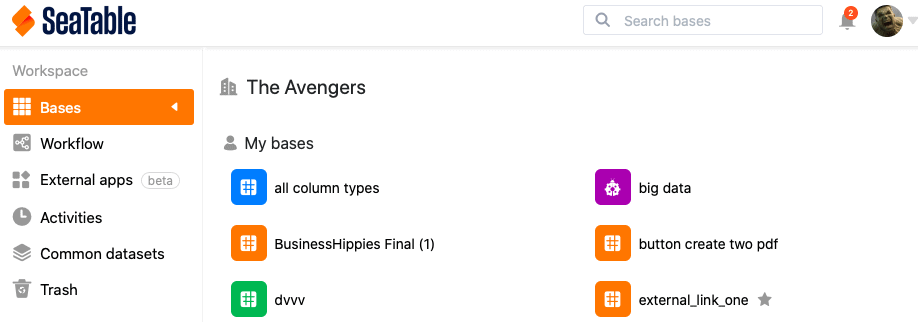 SeaTable
Search bases
2
Workspace
Bases
Workflow
External apps beta
Activities
Common datasets
Trash
The Avengers
My bases
all column types
big data
BusinessHippies Final (1)
button create two pdf
dvvv
external_link_one